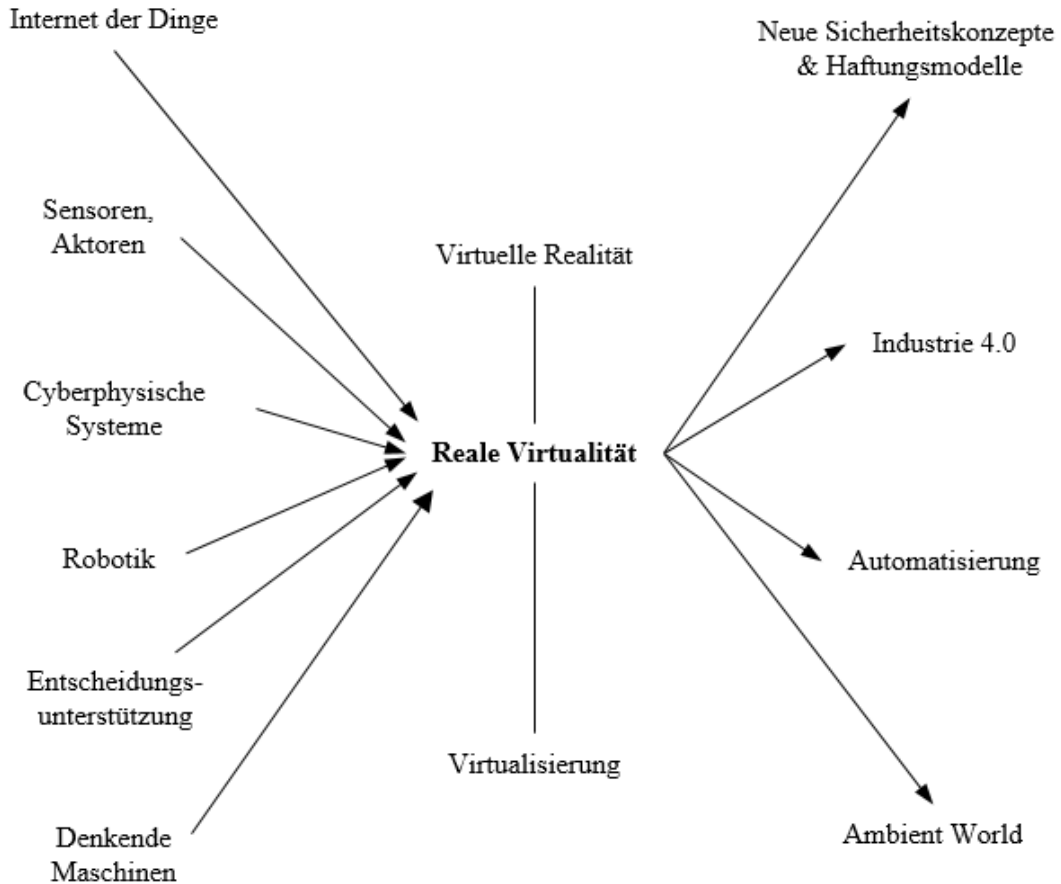 Internet der Dinge
Neue Sicherheitskonzepte
& Haftungsmodelle
Sensoren,
Aktoren
Virtuelle Realität
Industrie 4.0
Cyberphysische
Systeme
Reale Virtualität
Robotik
Automatisierung
Entscheidungs-
unterstützung
Virtualisierung
Denkende
Maschinen
Ambient World